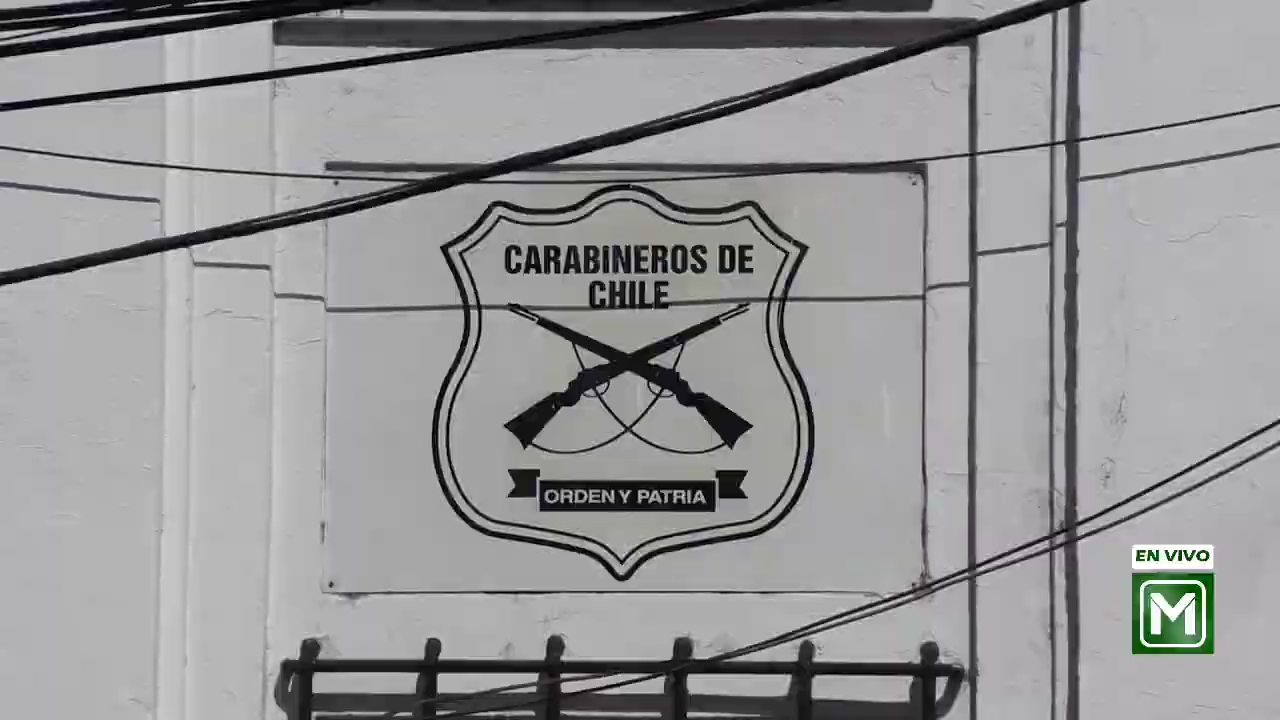 CARABINEROS DE
CHILE
ORDEN Y PATRIA
EN VIVO
M